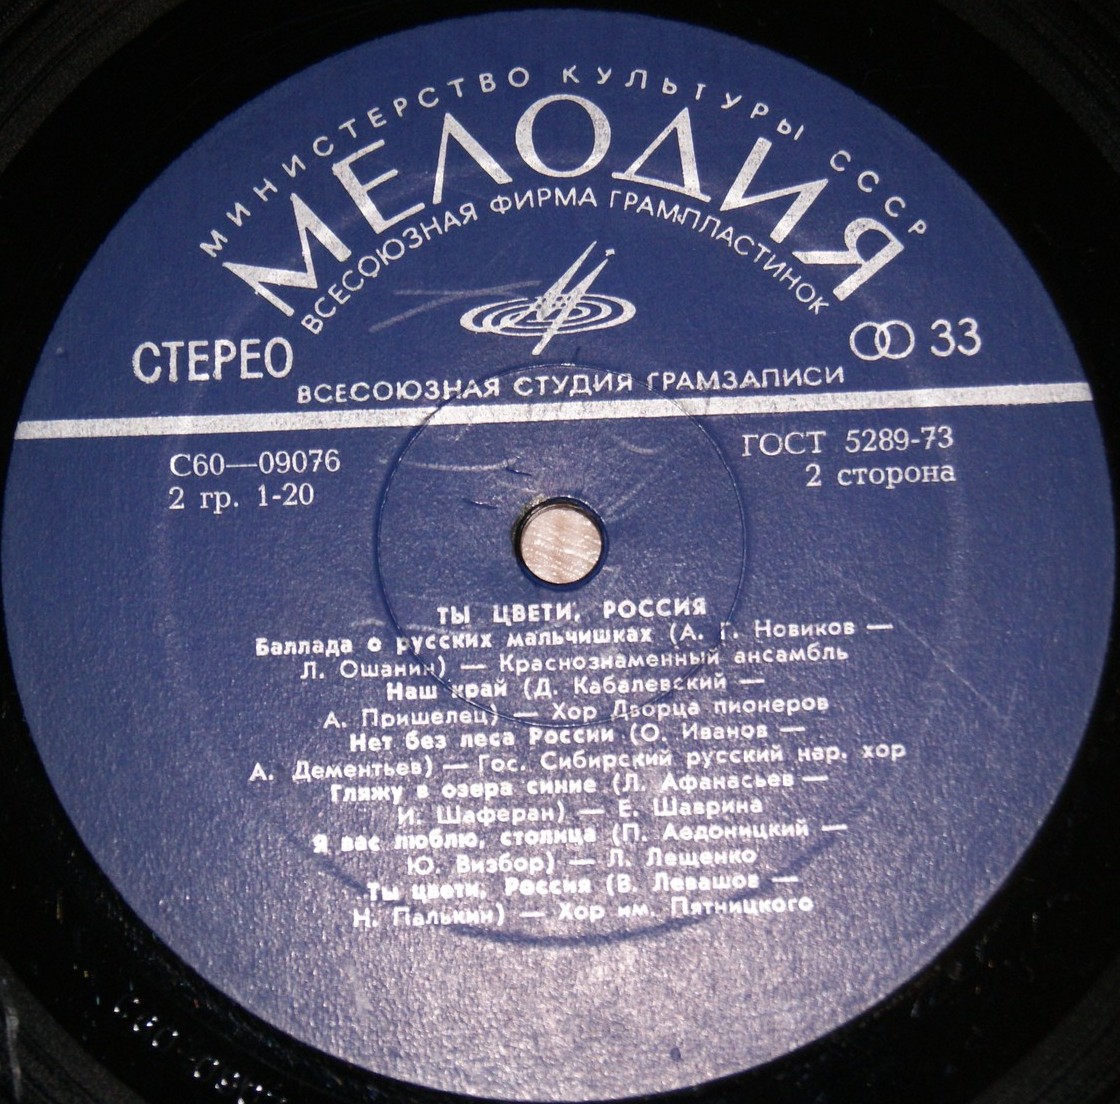 МИНИСТЕРСТВО КУЛЬТУРЫ СССР
МЕЛОДИЯ
ВСЕСОЮЗНАЯ ФИРМА ГРАМПЛАСТИНОК
СТЕРЕО
33
ВСЕСОЮЗНАЯ СТУДИЯ ГРАМЗАПИСИ
С60—09076
ГОСТ 5289-73
2 гр. 1-20
2 сторона
ТЫ ЦВЕТИ, РОССИЯ
Баллада о русских мальчишках (А. Г. Новиков —
Л. Ошанин) — Краснознаменный ансамбль
Наш край (Д. Кабалевский —
А. Пришелец) — Хор Дворца пионеров
Нет без леса России (О. Иванов —
А. Дементьев) — Гос. Сибирский русский нар. хор
Гляжу в озера синие (Л. Афанасьев —
И. Шаферан) — Е. Шаврина
Я вас люблю, столица (П. Аедоницкий —
Ю. Визбор) — Л. Лещенко
Ты цвети, Россия (В. Левашов —
Н. Палькин) — Хор им. Пятницкого